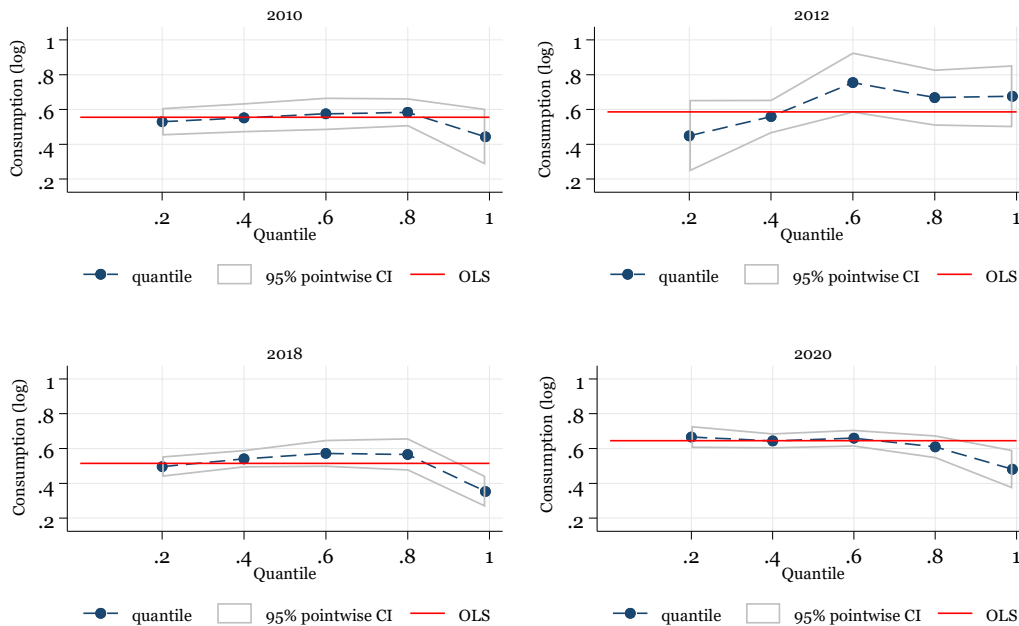 2010
Consumption (log)
1
.8
.6
.4
.2
.2 .4 .6 .8 1
Quantile
quantile 95% pointwise CI OLS
2012
Consumption (log)
1
.8
.6
.4
.2
.2 .4 .6 .8 1
Quantile
quantile 95% pointwise CI OLS
2018
Consumption (log)
1
.8
.6
.4
.2
.2 .4 .6 .8 1
Quantile
quantile 95% pointwise CI OLS
2020
Consumption (log)
1
.8
.6
.4
.2
.2 .4 .6 .8 1
Quantile
quantile 95% pointwise CI OLS